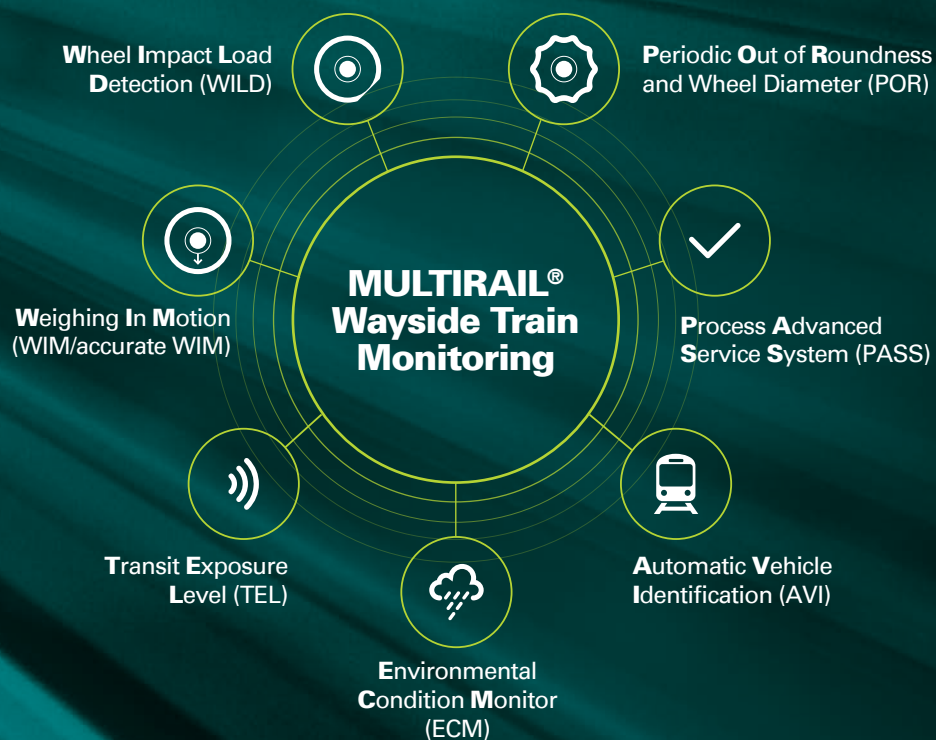 Wheel Impact Load
Detection (WILD)
Periodic Out of Roundness
and Wheel Diameter (POR)
MULTIRAIL®
Wayside Train
Monitoring
Weighing In Motion
(WIM/accurate WIM)
Process Advanced
Service System (PASS)
Transit Exposure
Level (TEL)
Automatic Vehicle
Identification (AVI)
Environmental
Condition Monitor
(ECM)